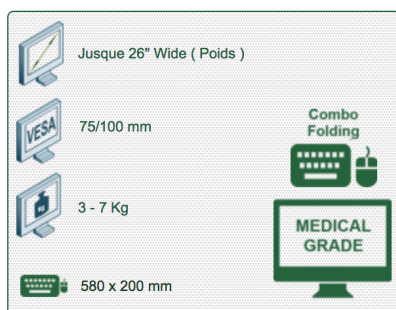 Jusque 26" Wide ( Poids )
VESA
75/100 mm
Combo
Folding
3 - 7 Kg
MEDICAL
GRADE
580 x 200 mm